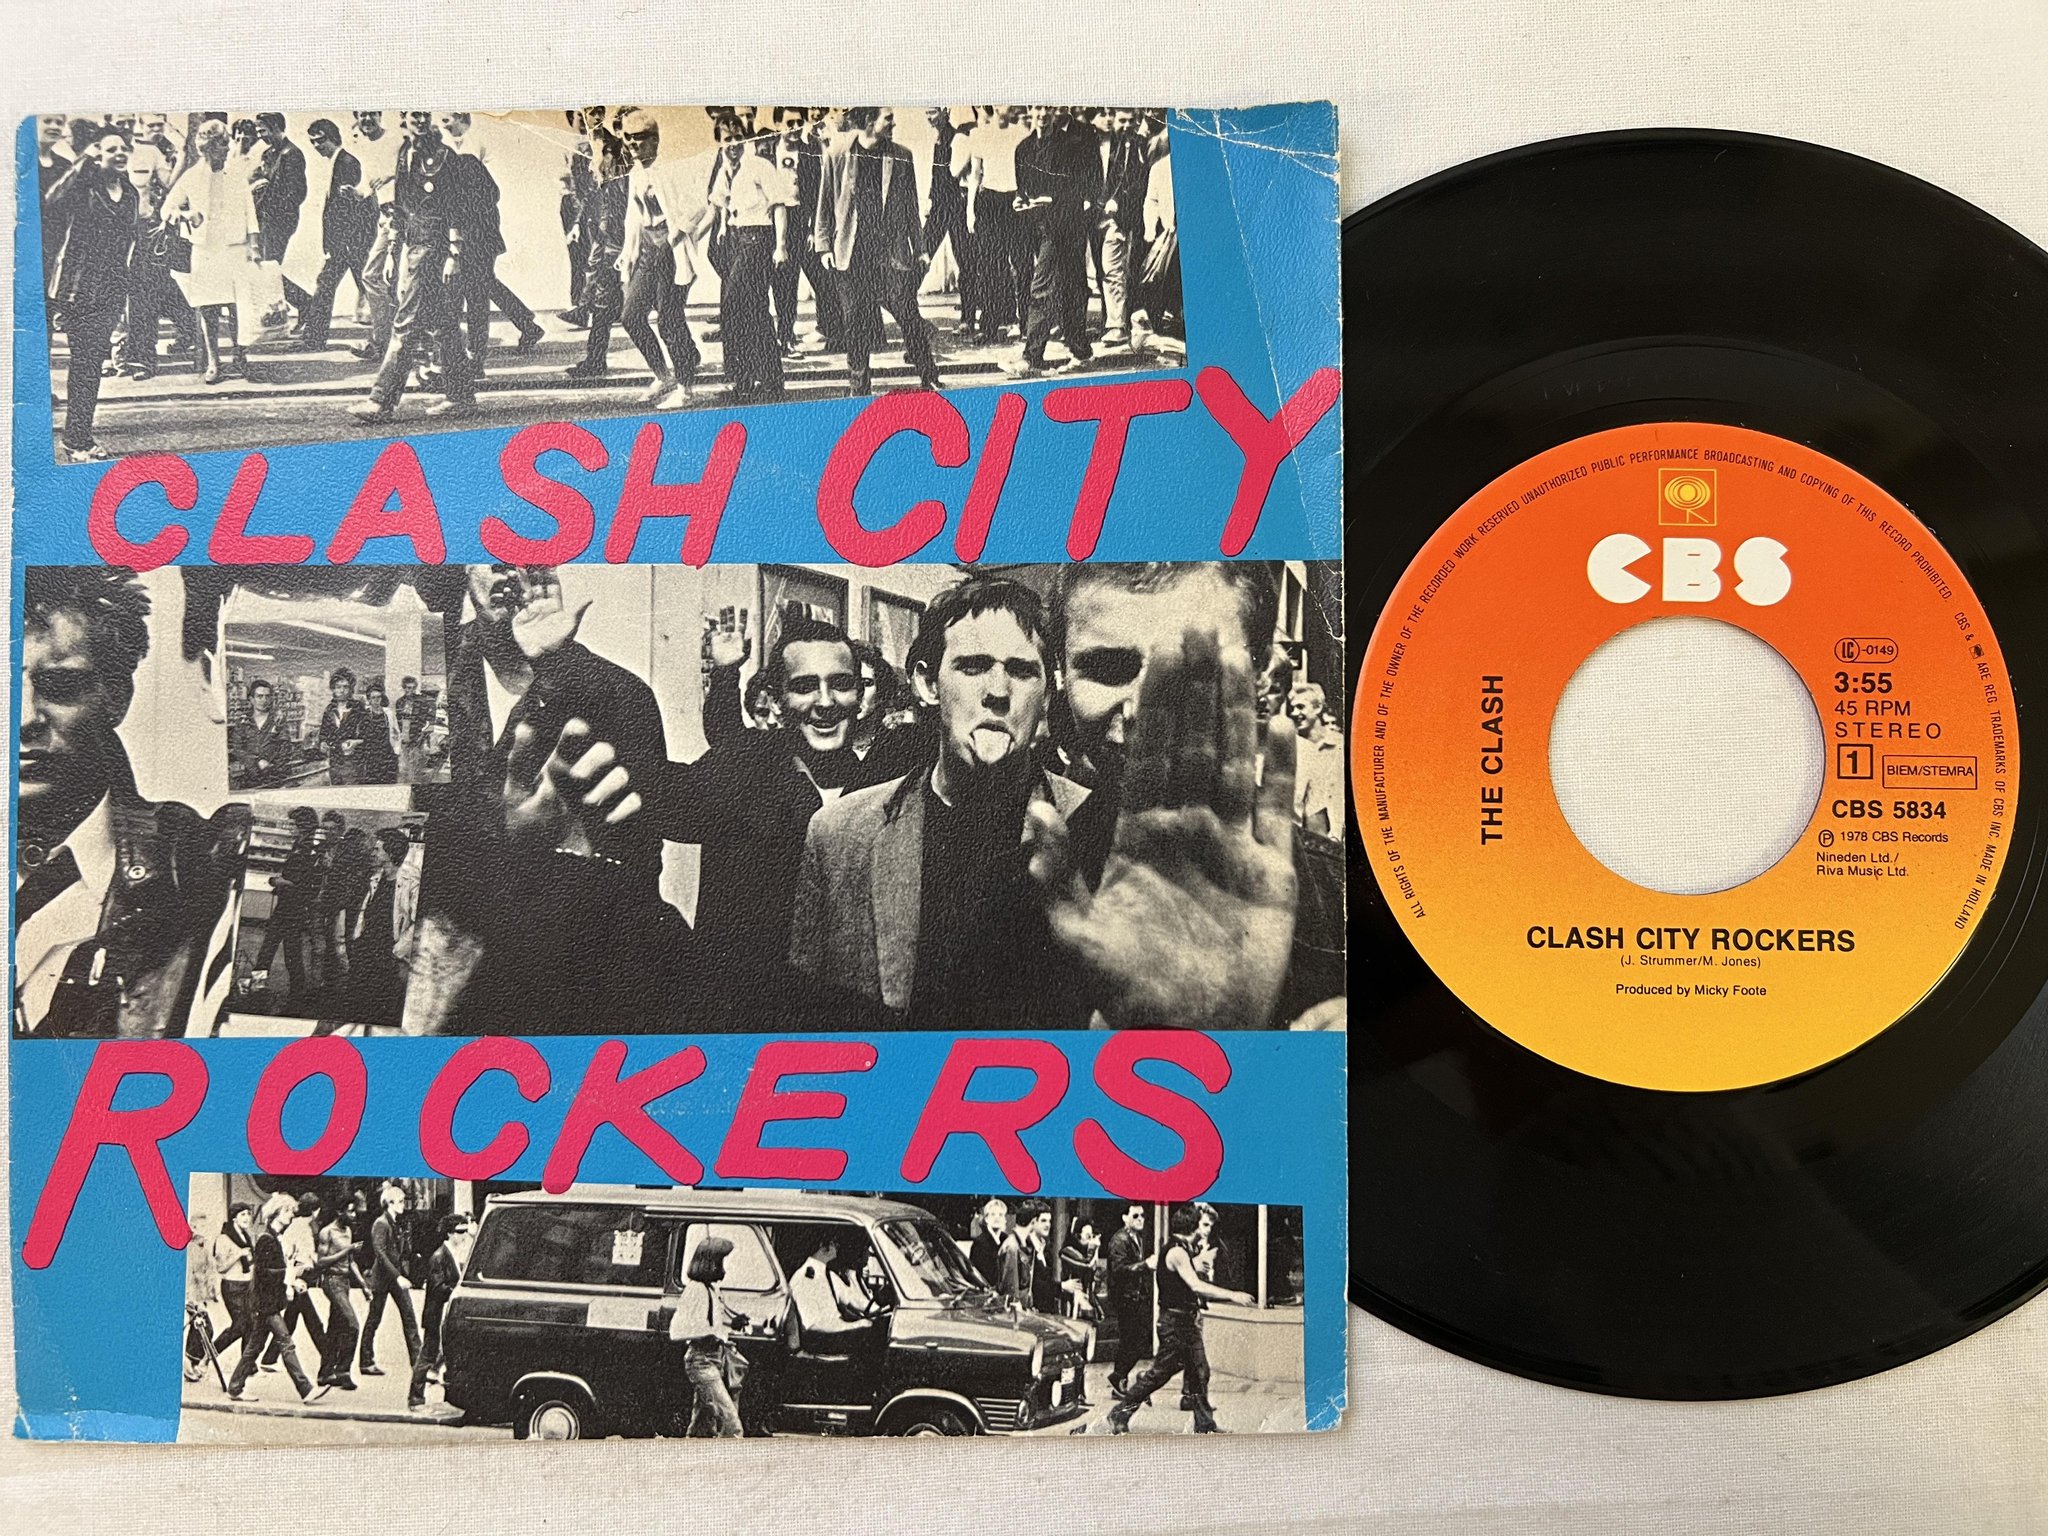 CLASH CITY
ROCKERS
ALL RIGHTS OF THE MANUFACTURER AND OF THE OWNER OF THE RECORDED WORK RESERVED UNAUTHORIZED PUBLIC PERFORMANCE BROADCASTING AND COPYING OF THIS RECORD PROHIBITED. CBS & ARE REG. TRADEMARKS OF CBS INC. MADE IN HOLLAND
CBS
THE CLASH
LC -0149
3:55
45 RPM
STEREO
1 BIEM/STEMRA
CBS 5834
℗ 1978 CBS Records
Nineden Ltd./
Riva Music Ltd.
CLASH CITY ROCKERS
(J. Strummer/M. Jones)
Produced by Micky Foote